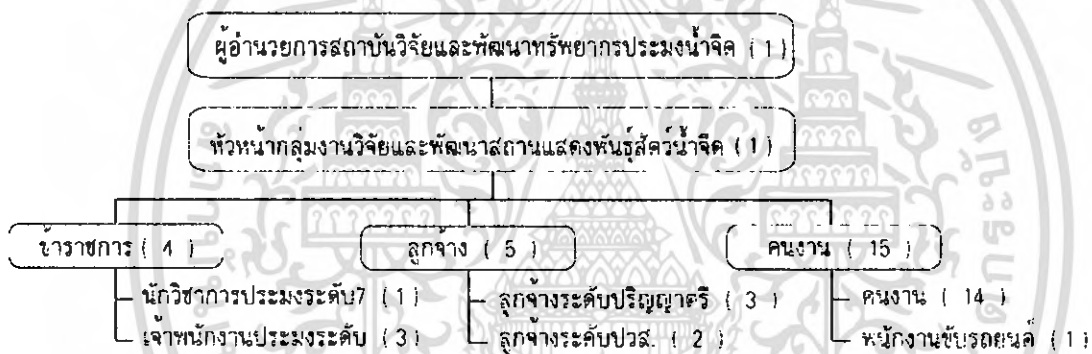 ผู้อำนวยการสถาบันวิจัยและพัฒนาทรัพยากรประมงน้ำจืด ( 1 )
หัวหน้ากลุ่มงานวิจัยและพัฒนาสถานแสดงพันธุ์สัตว์น้ำจืด ( 1 )
ข้าราชการ ( 4 ) ลูกจ้าง ( 5 ) คนงาน ( 15 )
นักวิชาการประมงระดับ7 ( 1 ) ลูกจ้างระดับปริญญาตรี ( 3 ) คนงาน ( 14 )
เจ้าพนักงานประมงระดับ ( 3 ) ลูกจ้างระดับปวส. ( 2 ) พนักงานขับรถยนต์ ( 1 )